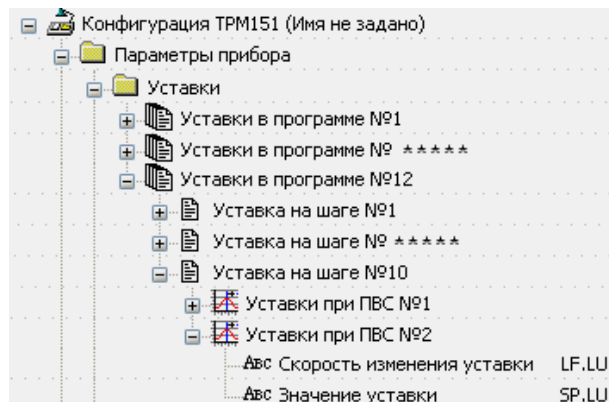 Конфигурация ТРМ151 (Имя не задано)
Параметры прибора
Уставки
Уставки в программе №1
Уставки в программе № *****
Уставки в программе №12
Уставка на шаге №1
Уставка на шаге № *****
Уставка на шаге №10
Уставки при ПВС №1
Уставки при ПВС №2
Авс Скорость изменения уставки LF.LU
Авс Значение уставки SP.LU